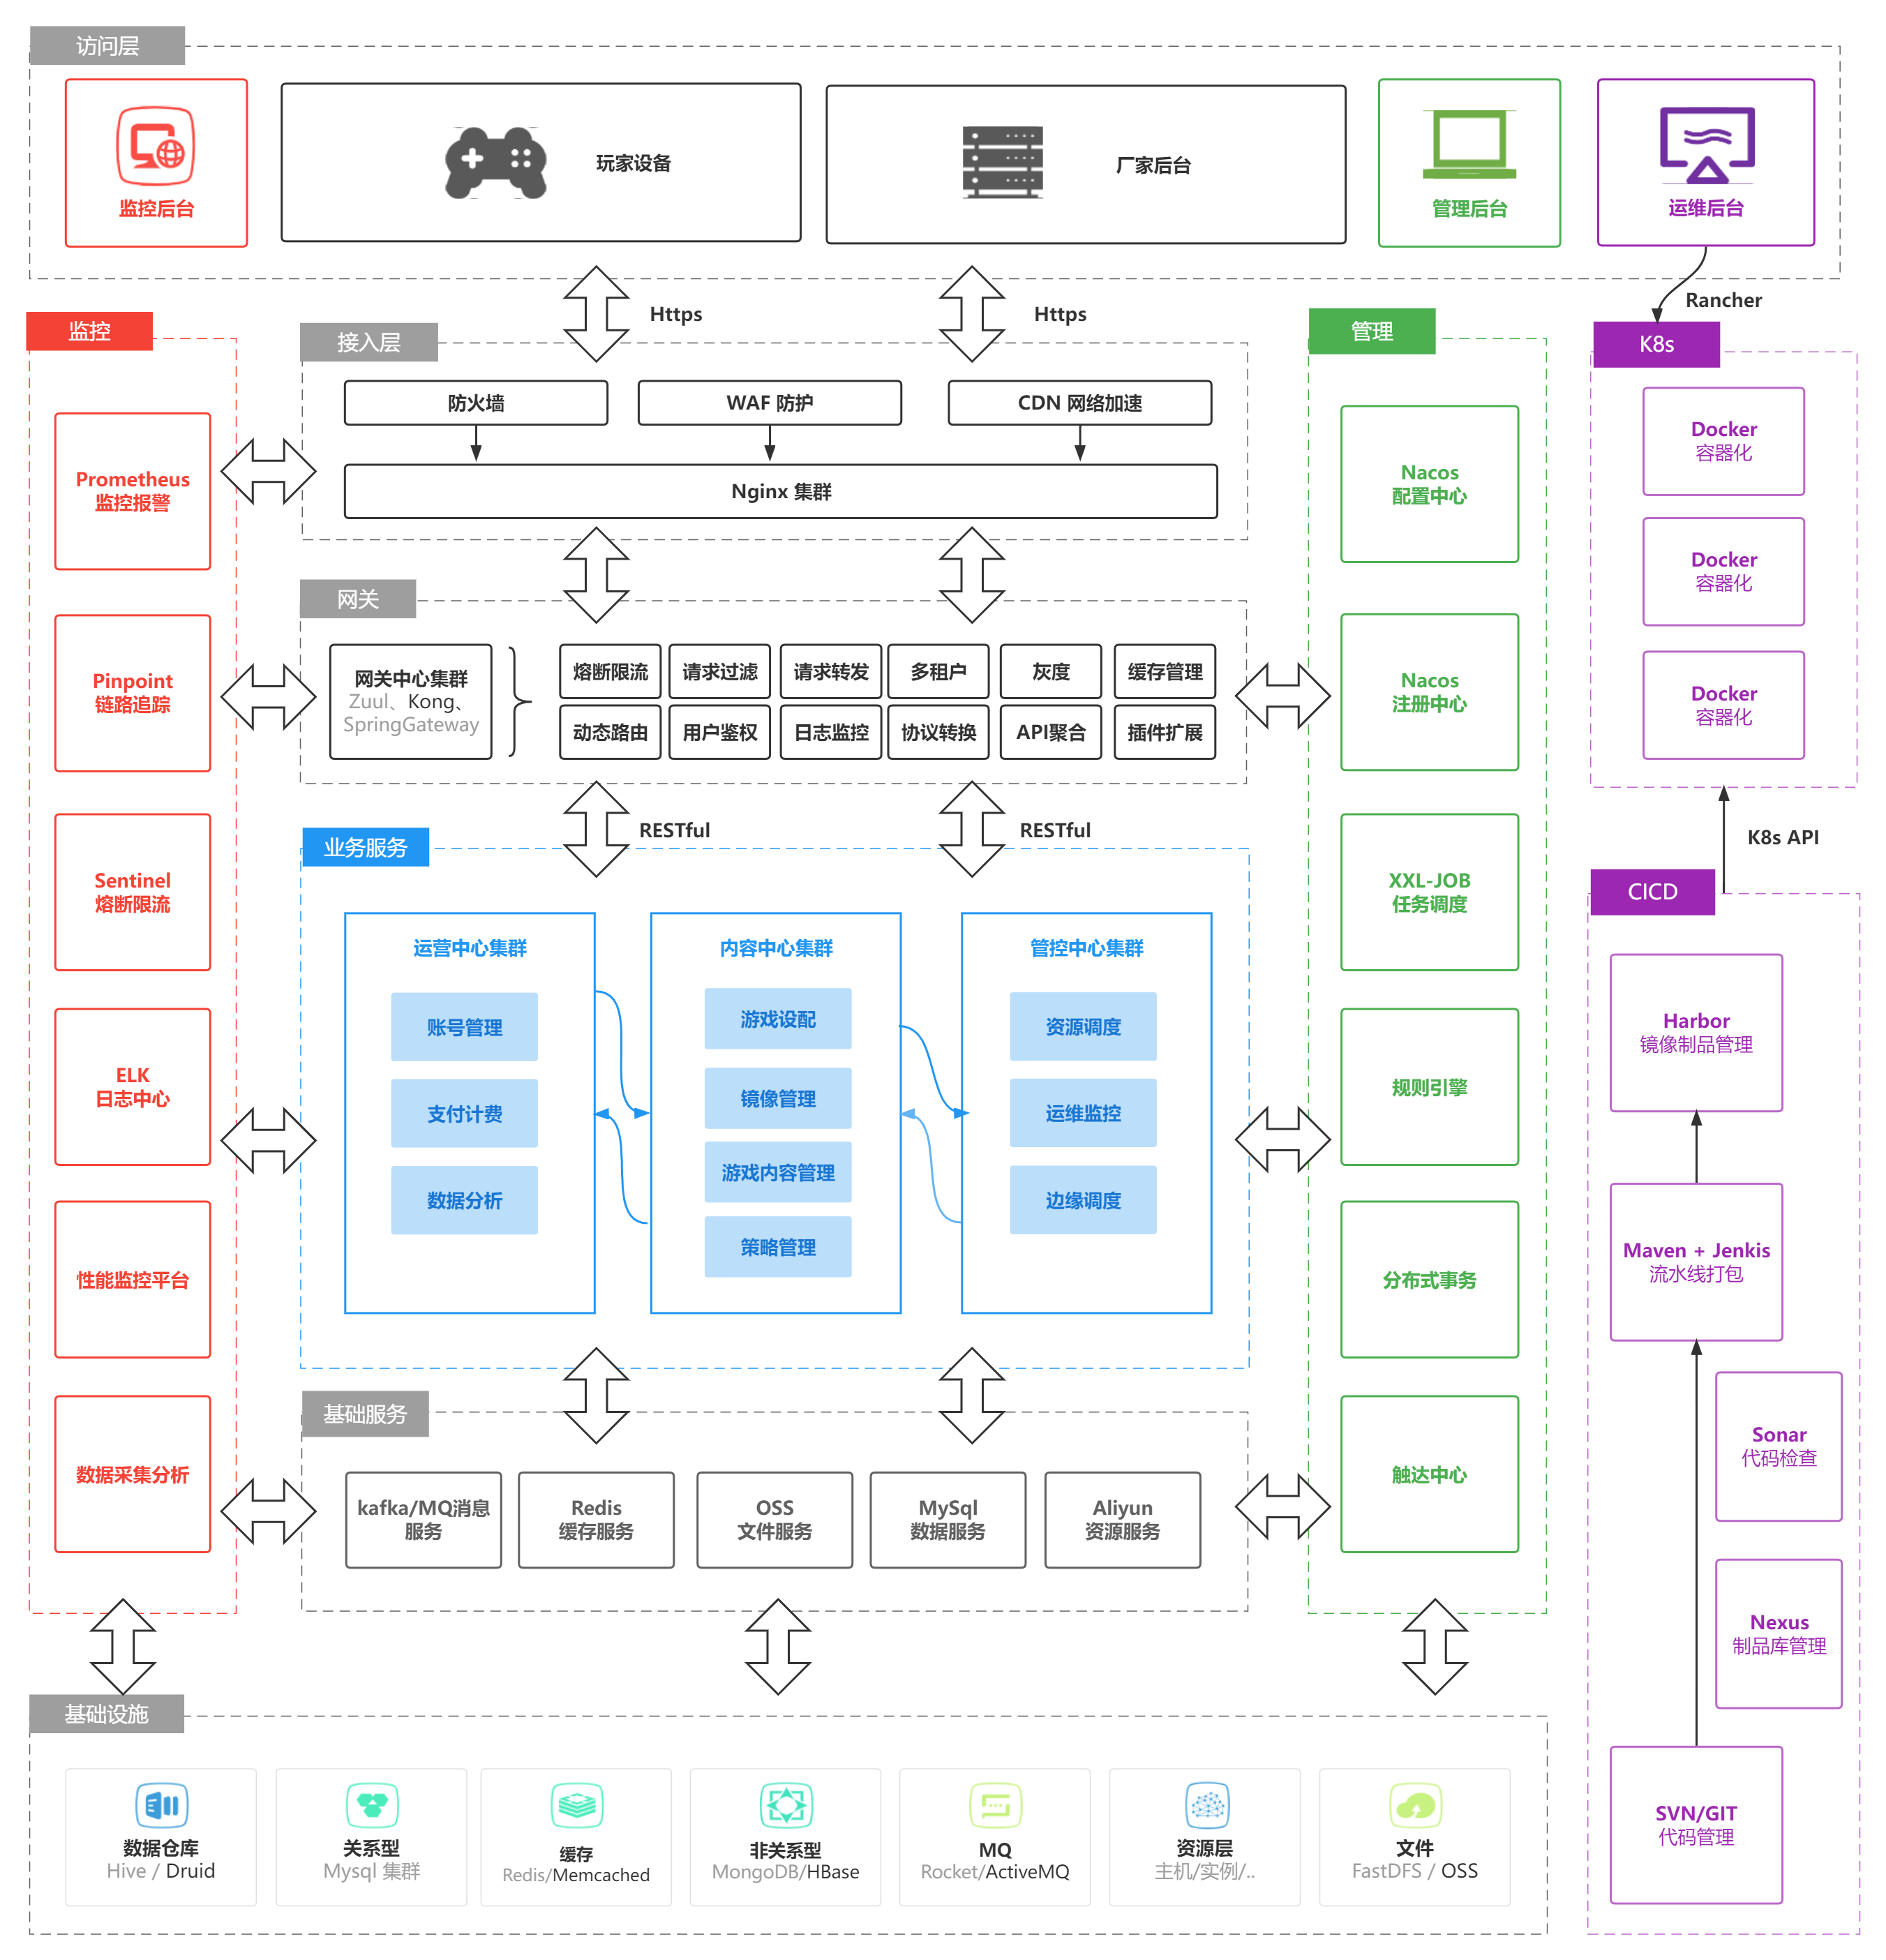 访问层
监控后台
玩家设备
厂家后台
管理后台
运维后台
Https
Https
Rancher
监控
Prometheus
监控报警
Pinpoint
链路追踪
Sentinel
熔断限流
ELK
日志中心
性能监控平台
数据采集分析
接入层
防火墙
WAF 防护
CDN 网络加速
Nginx 集群
网关
网关中心集群
Zuul、Kong、
SpringGateway
熔断限流
请求过滤
请求转发
多租户
灰度
缓存管理
动态路由
用户鉴权
日志监控
协议转换
API聚合
插件扩展
RESTful
RESTful
业务服务
运营中心集群
账号管理
支付计费
数据分析
内容中心集群
游戏设配
镜像管理
游戏内容管理
策略管理
管控中心集群
资源调度
运维监控
边缘调度
基础服务
kafka/MQ消息
服务
Redis
缓存服务
OSS
文件服务
MySql
数据服务
Aliyun
资源服务
管理
Nacos
配置中心
Nacos
注册中心
XXL-JOB
任务调度
规则引擎
分布式事务
触达中心
K8s
Docker
容器化
Docker
容器化
Docker
容器化
K8s API
CICD
Harbor
镜像制品管理
Maven + Jenkis
流水线打包
Sonar
代码检查
Nexus
制品库管理
SVN/GIT
代码管理
基础设施
数据仓库
Hive / Druid
关系型
Mysql 集群
缓存
Redis/Memcached
非关系型
MongoDB/HBase
MQ
Rocket/ActiveMQ
资源层
主机/实例/..
文件
FastDFS / OSS